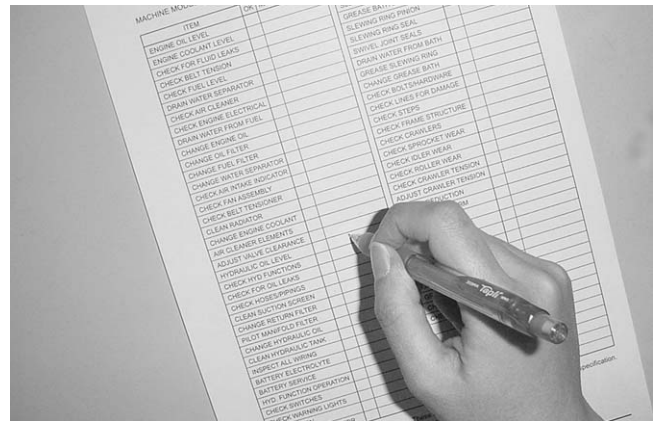 MACHINE MODEL
ITEM
OK
ENGINE OIL LEVEL
ENGINE COOLANT LEVEL
CHECK FOR FLUID LEAKS
CHECK BELT TENSION
CHECK FUEL LEVEL
DRAIN WATER SEPARATOR
CHECK AIR CLEANER
CHECK ENGINE ELECTRICAL
DRAIN WATER FROM FUEL
CHANGE ENGINE OIL
CHANGE OIL FILTER
CHANGE FUEL FILTER
CHANGE WATER SEPARATOR
CHECK AIR INTAKE INDICATOR
CHECK FAN ASSEMBLY
CHECK BELT TENSIONER
CLEAN RADIATOR
CHANGE ENGINE COOLANT
AIR CLEANER ELEMENTS
ADJUST VALVE CLEARANCE
HYDRAULIC OIL LEVEL
CHECK HYD FUNCTIONS
CHECK FOR OIL LEAKS
CHECK HOSES/PIPINGS
CLEAN SUCTION SCREEN
CHANGE RETURN FILTER
PILOT MANIFOLD FILTER
CHANGE HYDRAULIC OIL
CLEAN HYDRAULIC TANK
INSPECT ALL WIRING
BATTERY ELECTROLYTE
BATTERY SERVICE
HYD. FUNCTION OPERATION
CHECK SWITCHES
CHECK WARNING LIGHTS
GREASE BATH
SLEWING RING PINION
SLEWING RING SEAL
SWIVEL JOINT SEALS
DRAIN WATER FROM BATH
GREASE SLEWING RING
CHANGE GREASE BATH
CHECK BOLTS/HARDWARE
CHECK LINES FOR DAMAGE
CHECK STEPS
CHECK FRAME STRUCTURE
CHECK CRAWLERS
CHECK SPROCKET WEAR
CHECK IDLER WEAR
CHECK ROLLER WEAR
CHECK CRAWLER TENSION
ADJUST CRAWLER TENSION
REDUCTION
specification.